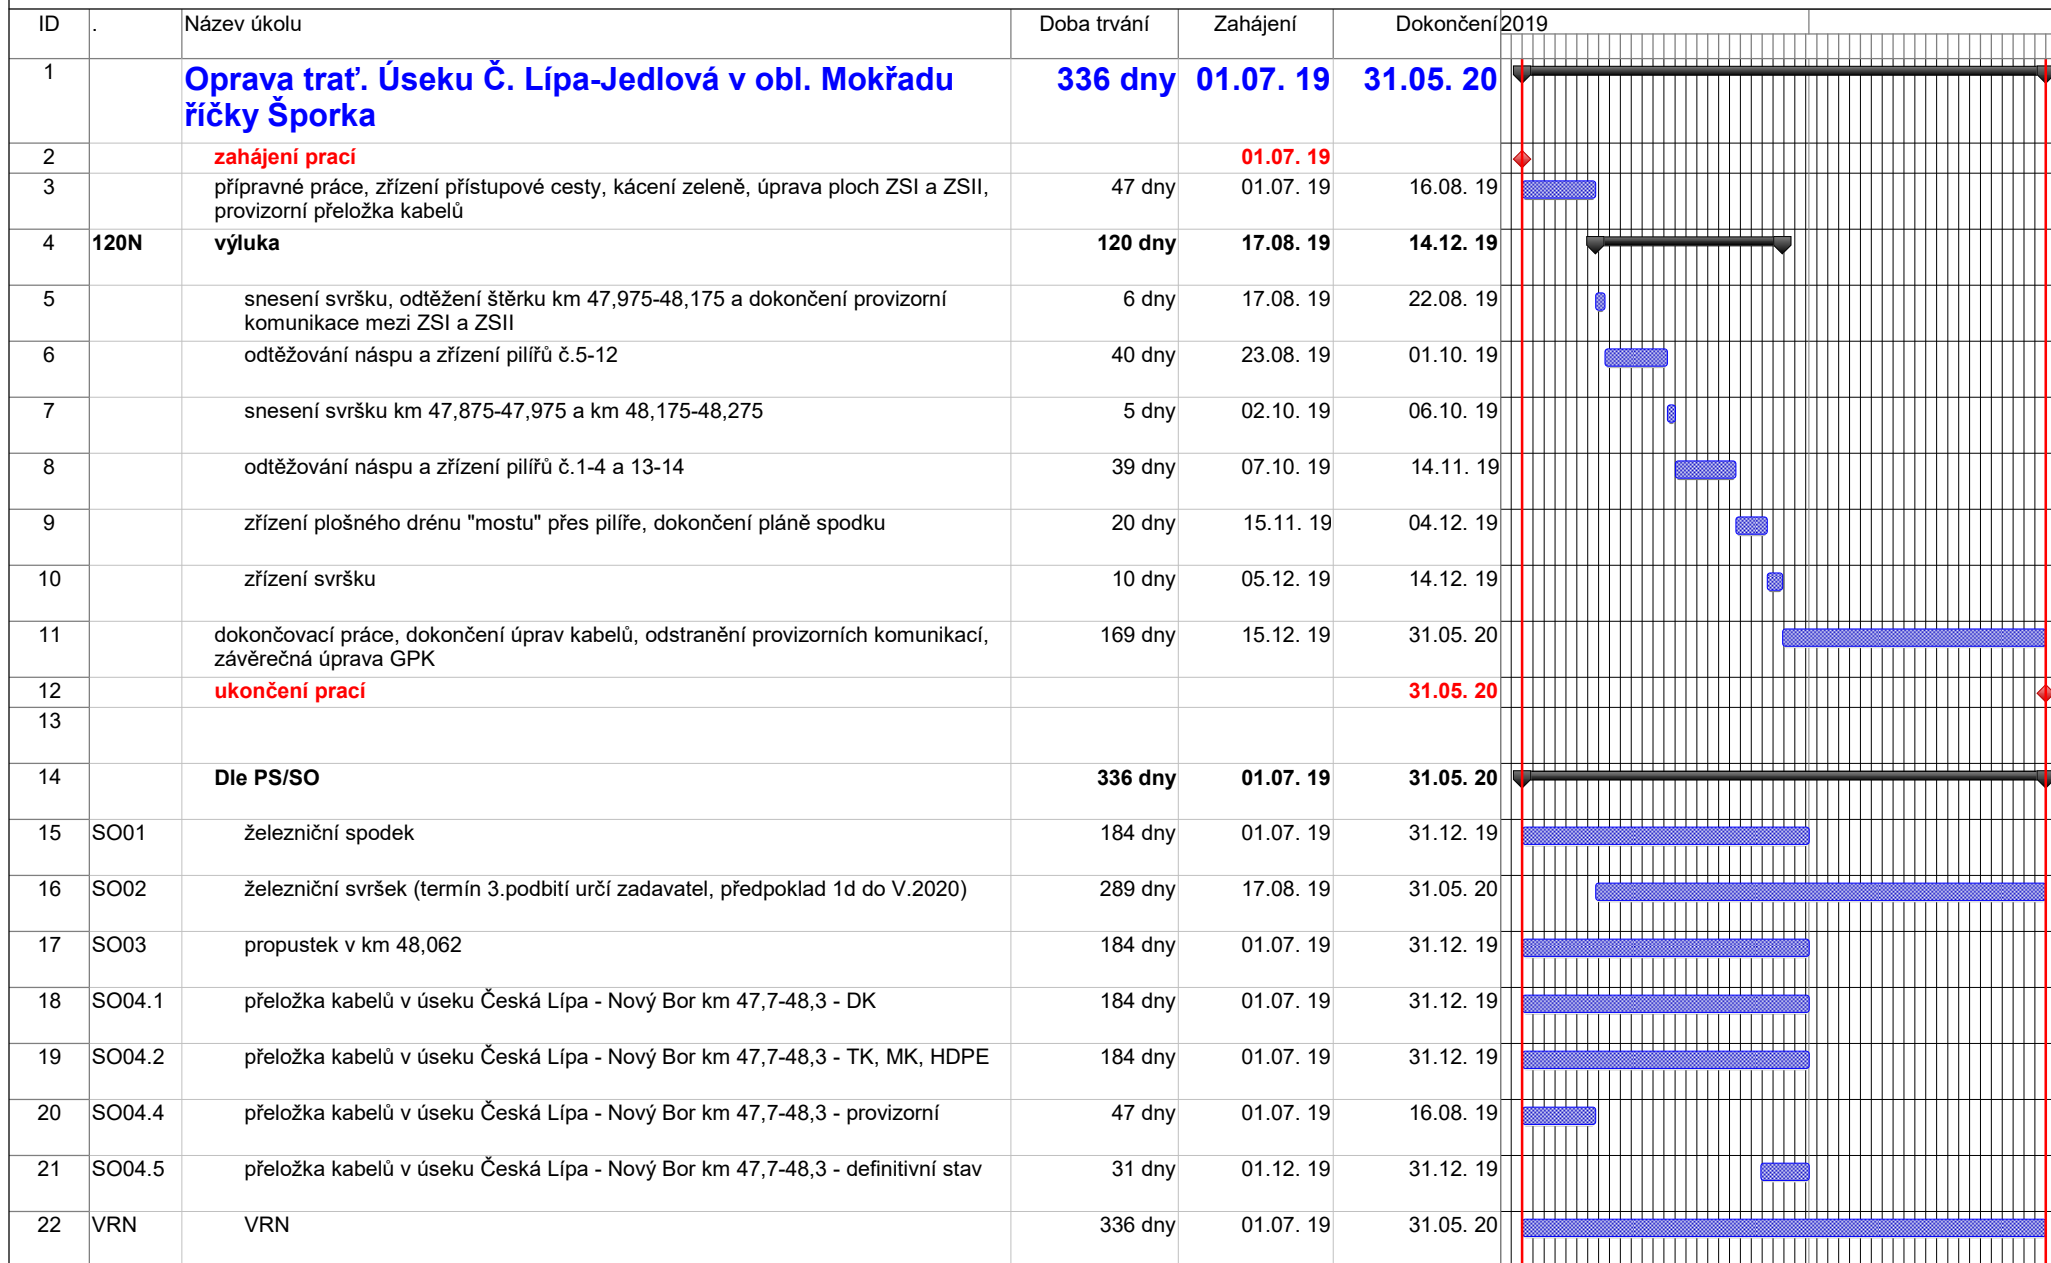 ID . Název úkolu Doba trvání Zahájení Dokončení 2019
1 Oprava trať. Úseku Č. Lípa-Jedlová v obl. Mokřadu 336 dny 01.07. 19 31.05. 20
říčky Šporka
2 zahájení prací 01.07. 19
3 přípravné práce, zřízení přístupové cesty, kácení zeleně, úprava ploch ZSI a ZSII, 47 dny 01.07. 19 16.08. 19
provizorní přeložka kabelů
4 120N výluka 120 dny 17.08. 19 14.12. 19
5 snesení svršku, odtěžení štěrku km 47,975-48,175 a dokončení provizorní 6 dny 17.08. 19 22.08. 19
komunikace mezi ZSI a ZSII
6 odtěžování náspu a zřízení pilířů č.5-12 40 dny 23.08. 19 01.10. 19
7 snesení svršku km 47,875-47,975 a km 48,175-48,275 5 dny 02.10. 19 06.10. 19
8 odtěžování náspu a zřízení pilířů č.1-4 a 13-14 39 dny 07.10. 19 14.11. 19
9 zřízení plošného drénu "mostu" přes pilíře, dokončení pláně spodku 20 dny 15.11. 19 04.12. 19
10 zřízení svršku 10 dny 05.12. 19 14.12. 19
11 dokončovací práce, dokončení úprav kabelů, odstranění provizorních komunikací, 169 dny 15.12. 19 31.05. 20
závěrečná úprava GPK
12 ukončení prací 31.05. 20
13
14 Dle PS/SO 336 dny 01.07. 19 31.05. 20
15 SO01 železniční spodek 184 dny 01.07. 19 31.12. 19
16 SO02 železniční svršek (termín 3.podbití určí zadavatel, předpoklad 1d do V.2020) 289 dny 17.08. 19 31.05. 20
17 SO03 propustek v km 48,062 184 dny 01.07. 19 31.12. 19
18 SO04.1 přeložka kabelů v úseku Česká Lípa - Nový Bor km 47,7-48,3 - DK 184 dny 01.07. 19 31.12. 19
19 SO04.2 přeložka kabelů v úseku Česká Lípa - Nový Bor km 47,7-48,3 - TK, MK, HDPE 184 dny 01.07. 19 31.12. 19
20 SO04.4 přeložka kabelů v úseku Česká Lípa - Nový Bor km 47,7-48,3 - provizorní 47 dny 01.07. 19 16.08. 19
21 SO04.5 přeložka kabelů v úseku Česká Lípa - Nový Bor km 47,7-48,3 - definitivní stav 31 dny 01.12. 19 31.12. 19
22 VRN VRN 336 dny 01.07. 19 31.05. 20